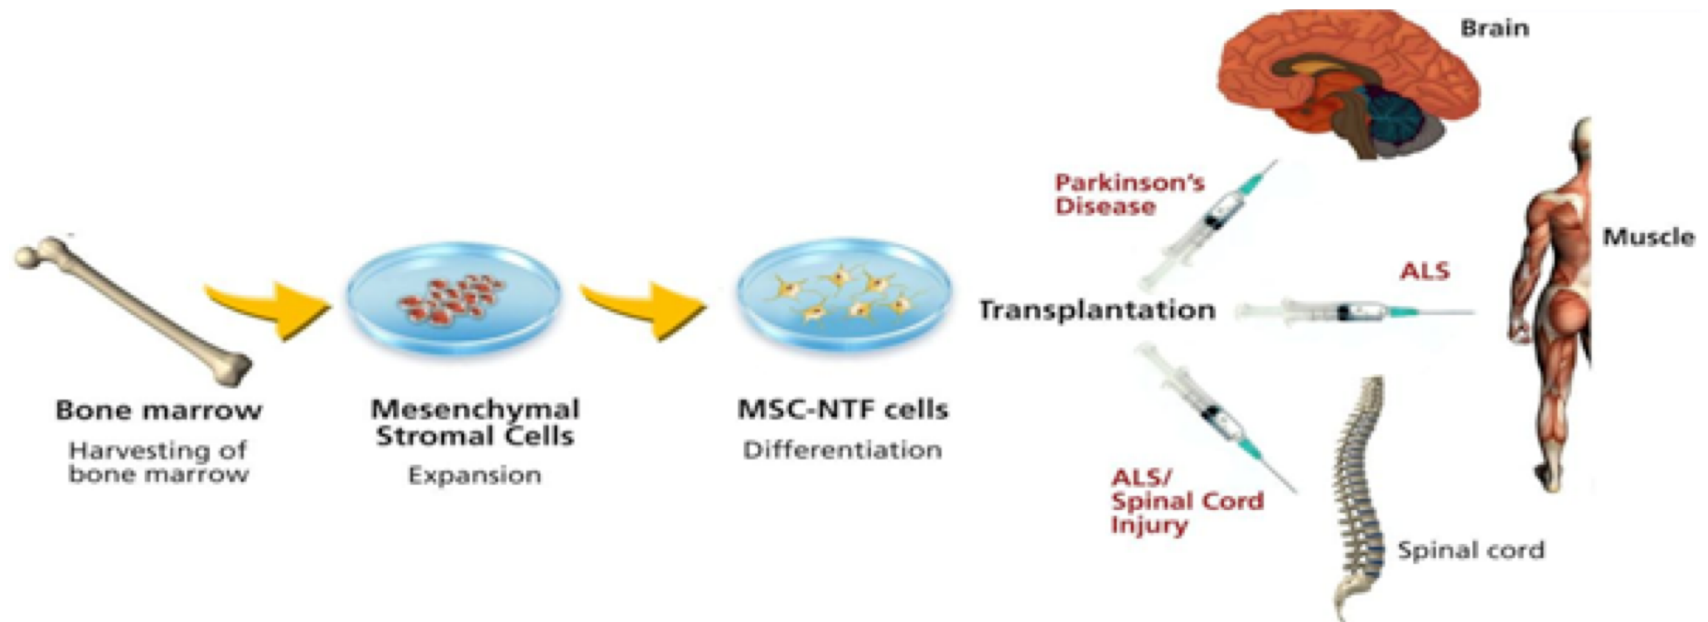 Bone marrow
Harvesting of
bone marrow
Mesenchymal
Stromal Cells
Expansion
MSC-NTF cells
Differentiation
Transplantation
Parkinson's
Disease
Brain
ALS
Muscle
ALS/
Spinal Cord
Injury
Spinal cord